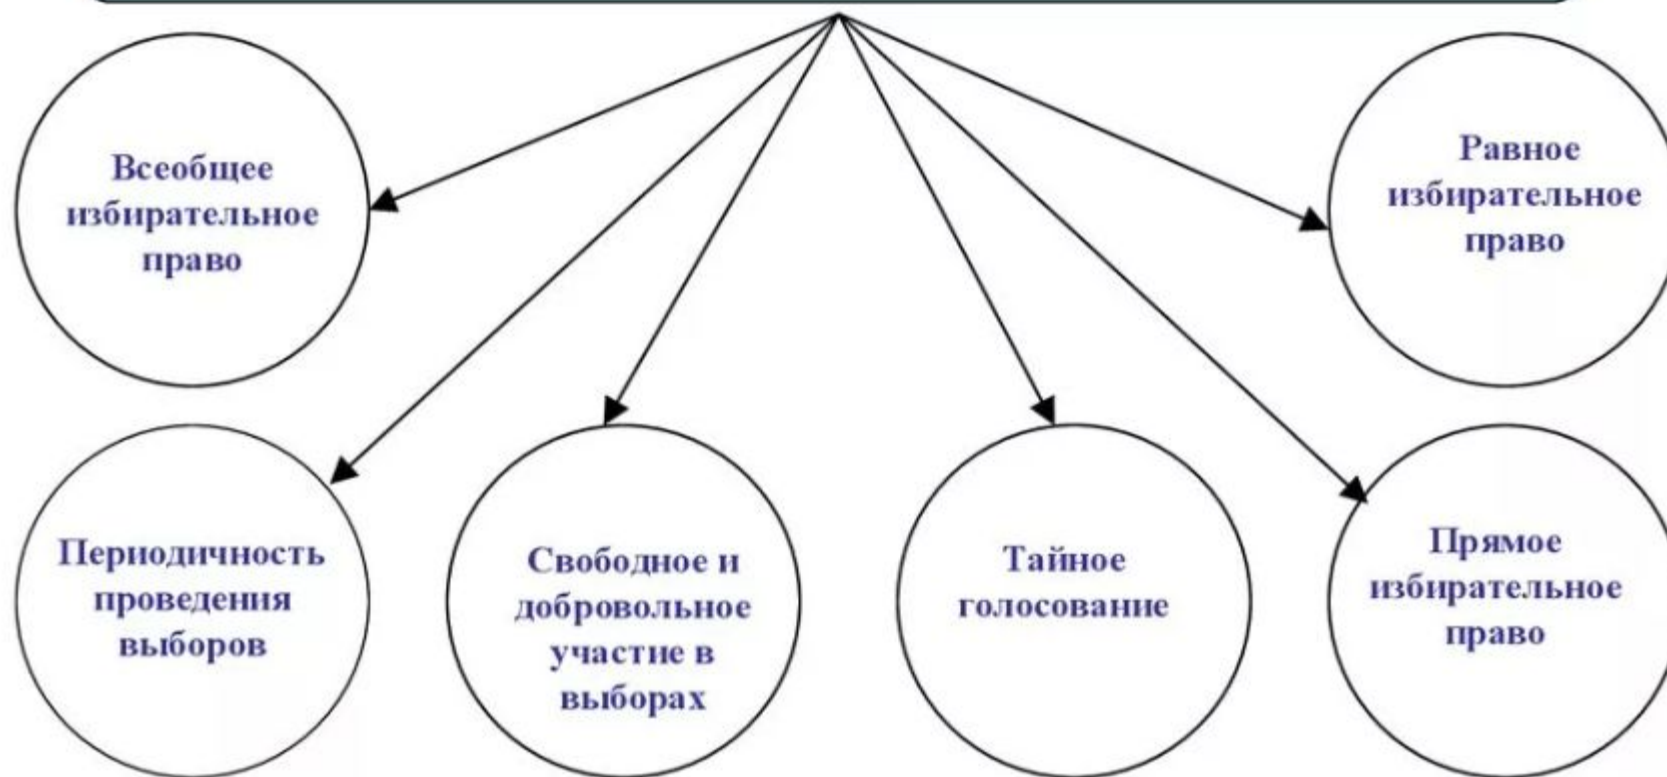 Всеобщее
избирательное
право
Равное
избирательное
право
Периодичность
проведения
выборов
Свободное и
добровольное
участие в
выборах
Тайное
голосование
Прямое
избирательное
право